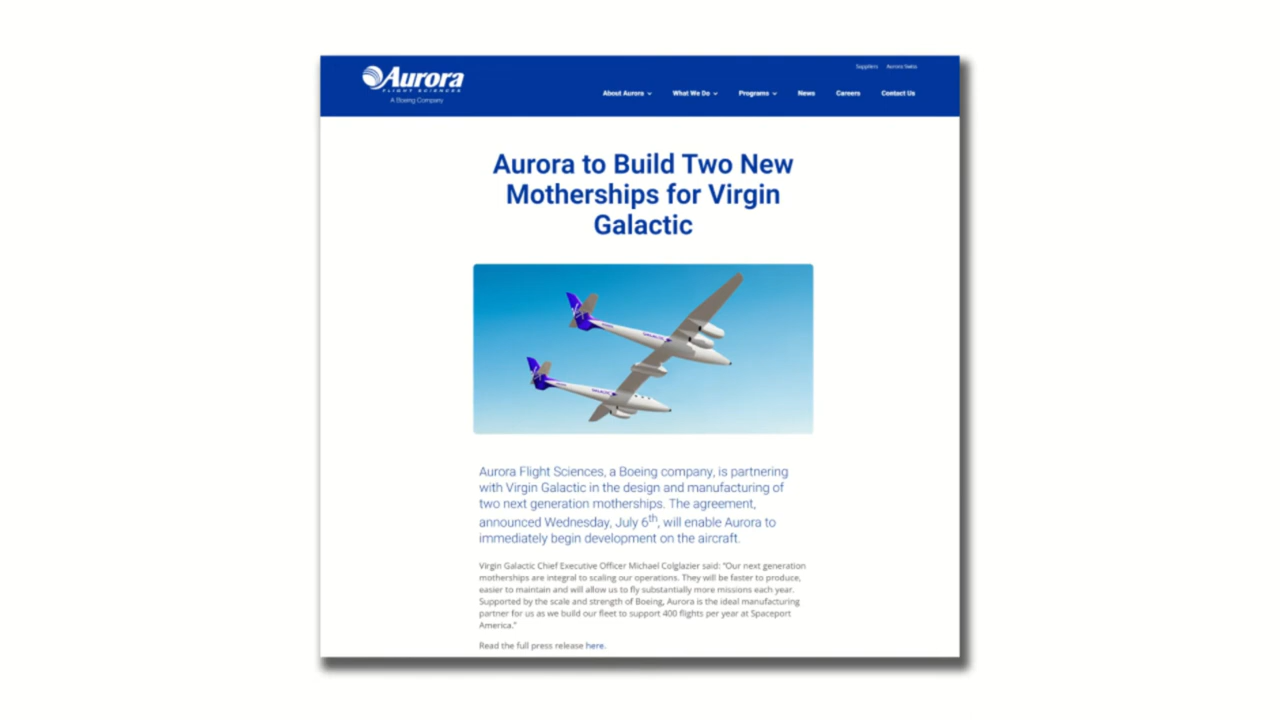 Suppliers Aurora Swiss
Aurora
FLIGHT SCIENCES
A Boeing Company
About Aurora What We Do Programs News Careers Contact Us
Aurora to Build Two New
Motherships for Virgin
Galactic
Aurora Flight Sciences, a Boeing company, is partnering
with Virgin Galactic in the design and manufacturing of
two next generation motherships. The agreement,
announced Wednesday, July 6th, will enable Aurora to
immediately begin development on the aircraft.
Virgin Galactic Chief Executive Officer Michael Colglazier said: “Our next generation
motherships are integral to scaling our operations. They will be faster to produce,
easier to maintain and will allow us to fly substantially more missions each year.
Supported by the scale and strength of Boeing, Aurora is the ideal manufacturing
partner for us as we build our fleet to support 400 flights per year at Spaceport
America.”
Read the full press release here.